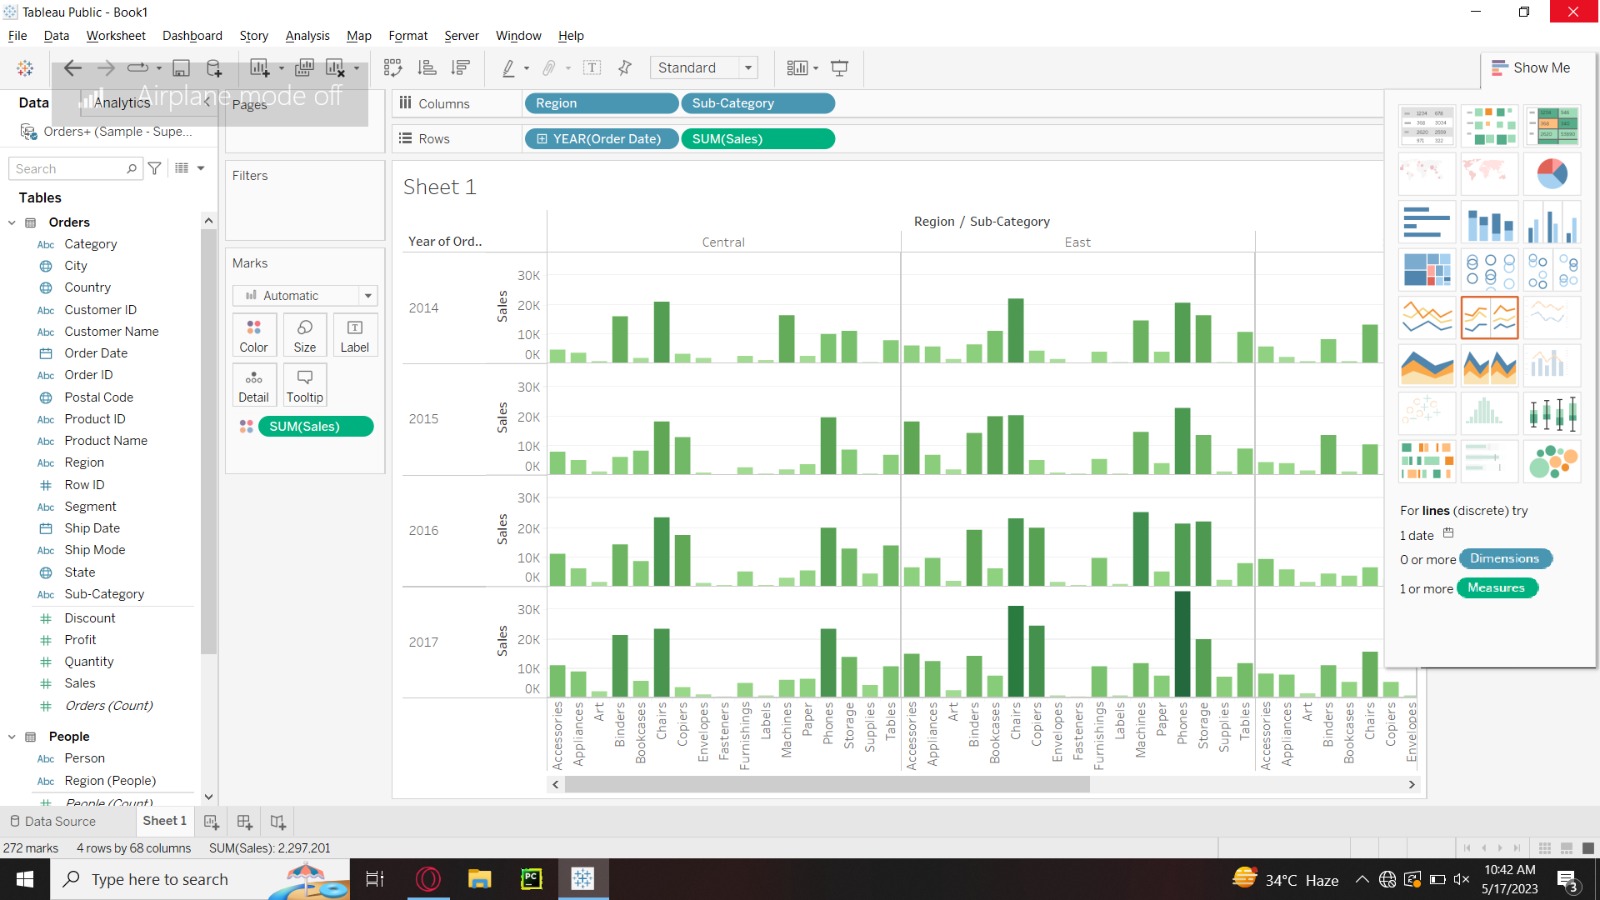 Tableau Public - Book1
File Data Worksheet Dashboard Story Analysis Map Format Server Window Help
Standard
Show Me
Airplane mode off
Data Analytics
Orders+ (Sample - Supe...
Search
Tables
Orders
Abc Category
City
Country
Abc Customer ID
Abc Customer Name
Order Date
Abc Order ID
Postal Code
Abc Product ID
Abc Product Name
Abc Region
# Row ID
Abc Segment
Ship Date
Abc Ship Mode
State
Abc Sub-Category
# Discount
# Profit
# Quantity
# Sales
# Orders (Count)
People
Abc Person
Abc Region (People)
# People (Count)
Pages
Filters
Marks
Automatic
Color Size Label
Detail Tooltip
SUM(Sales)
Columns Region Sub-Category
Rows YEAR(Order Date) SUM(Sales)
Sheet 1
Region / Sub-Category
Year of Ord..
Central East
2014 Sales 30K 20K 10K 0K
2015 Sales 30K 20K 10K 0K
2016 Sales 30K 20K 10K 0K
2017 Sales 30K 20K 10K 0K
Accessories
Appliances
Art
Binders
Bookcases
Chairs
Copiers
Envelopes
Fasteners
Furnishings
Labels
Machines
Paper
Phones
Storage
Supplies
Tables
Accessories
Appliances
Art
Binders
Bookcases
Chairs
Copiers
Envelopes
Fasteners
Furnishings
Labels
Machines
Paper
Phones
Storage
Supplies
Tables
Accessories
Appliances
Art
Binders
Bookcases
Chairs
Copiers
Envelopes
For lines (discrete) try
1 date
0 or more Dimensions
1 or more Measures
Data Source Sheet 1
272 marks 4 rows by 68 columns SUM(Sales): 2,297,201
Type here to search
PC
34°C Haze
10:42 AM
5/17/2023
3